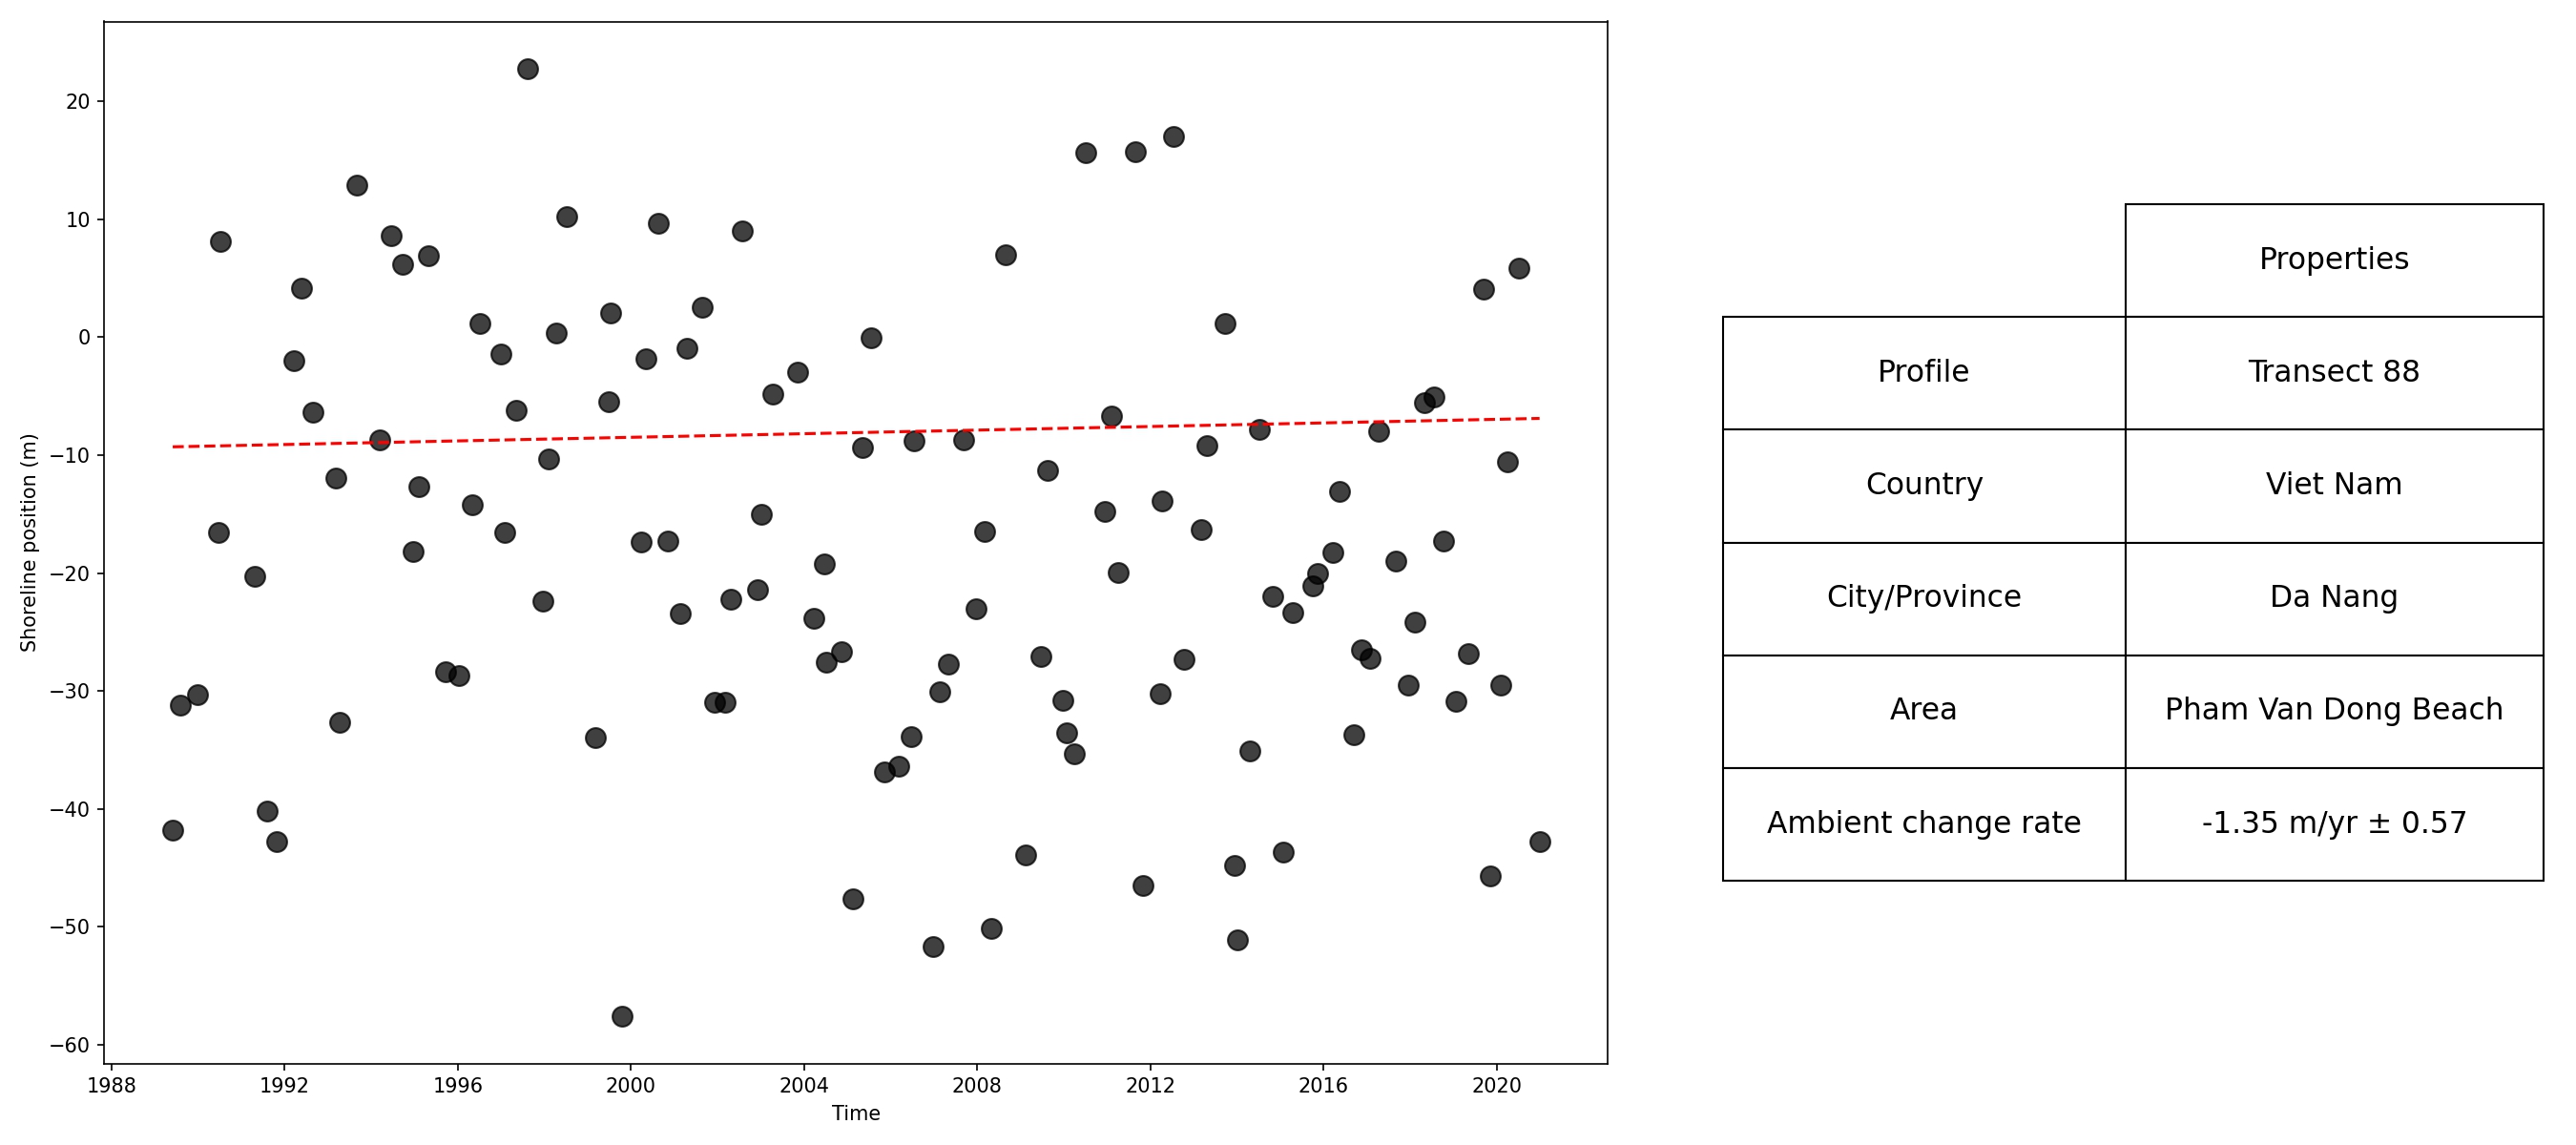 Shoreline position (m)
20
10
0
−10
−20
−30
−40
−50
−60
1988 1992 1996 2000 2004 2008 2012 2016 2020
Time
Properties
Profile Transect 88
Country Viet Nam
City/Province Da Nang
Area Pham Van Dong Beach
Ambient change rate -1.35 m/yr ± 0.57